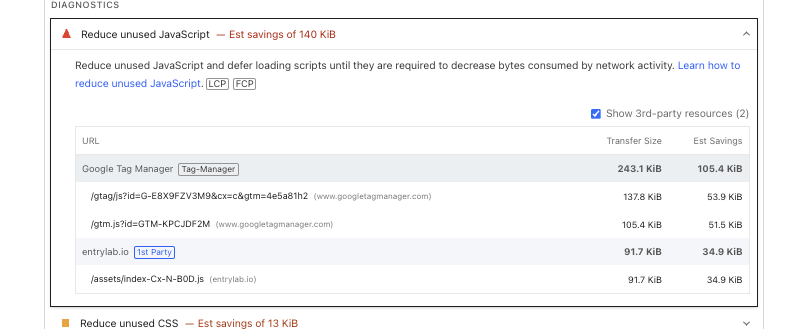 DIAGNOSTICS
Reduce unused JavaScript — Est savings of 140 KiB
Reduce unused JavaScript and defer loading scripts until they are required to decrease bytes consumed by network activity. Learn how to
reduce unused JavaScript. LCP FCP
Show 3rd-party resources (2)
URL Transfer Size Est Savings
Google Tag Manager Tag-Manager 243.1 KiB 105.4 KiB
/gtag/js?id=G-E8X9FZV3M9&cx=c&gtm=4e5a81h2 (www.googletagmanager.com) 137.8 KiB 53.9 KiB
/gtm.js?id=GTM-KPCJDF2M (www.googletagmanager.com) 105.4 KiB 51.5 KiB
entrylab.io 1st Party 91.7 KiB 34.9 KiB
/assets/index-Cx-N-B0D.js (entrylab.io) 91.7 KiB 34.9 KiB
Reduce unused CSS — Est savings of 13 KiB